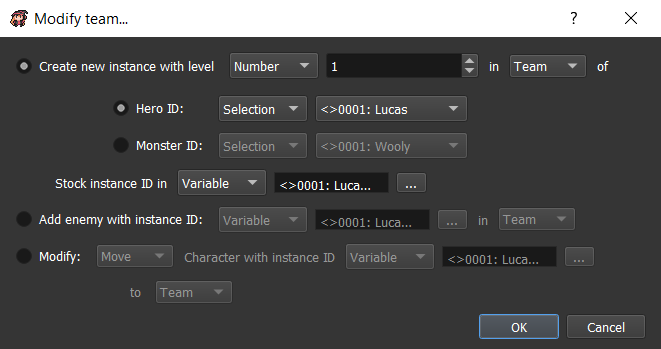 Modify team...
?
Create new instance with level Number 1 in Team of
Hero ID: Selection <>0001: Lucas
Monster ID: Selection <>0001: Wooly
Stock instance ID in Variable <>0001: Luca... ...
Add enemy with instance ID: Variable <>0001: Luca... ... in Team
Modify: Move Character with instance ID Variable <>0001: Luca... ...
to Team
OK Cancel